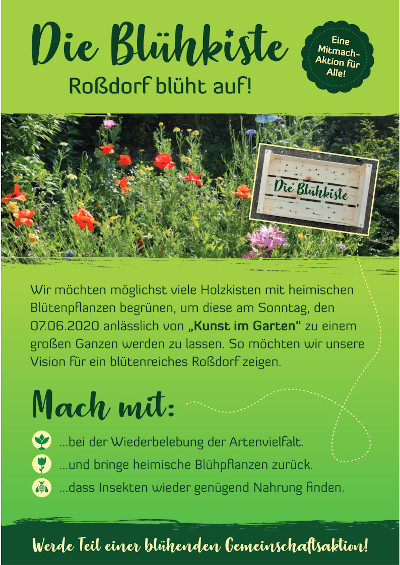 Die Blühkiste
Roßdorf blüht auf!
Eine
Mitmach-
Aktion für
Alle!
Die Blühkiste
Wir möchten möglichst viele Holzkisten mit heimischen
Blütenpflanzen begrünen, um diese am Sonntag, den
07.06.2020 anlässlich von „Kunst im Garten“ zu einem
großen Ganzen werden zu lassen. So möchten wir unsere
Vision für ein blütenreiches Roßdorf zeigen.
Mach mit:
...bei der Wiederbelebung der Artenvielfalt.
...und bringe heimische Blühpflanzen zurück.
...dass Insekten wieder genügend Nahrung finden.
Werde Teil einer blühenden Gemeinschaftsaktion!